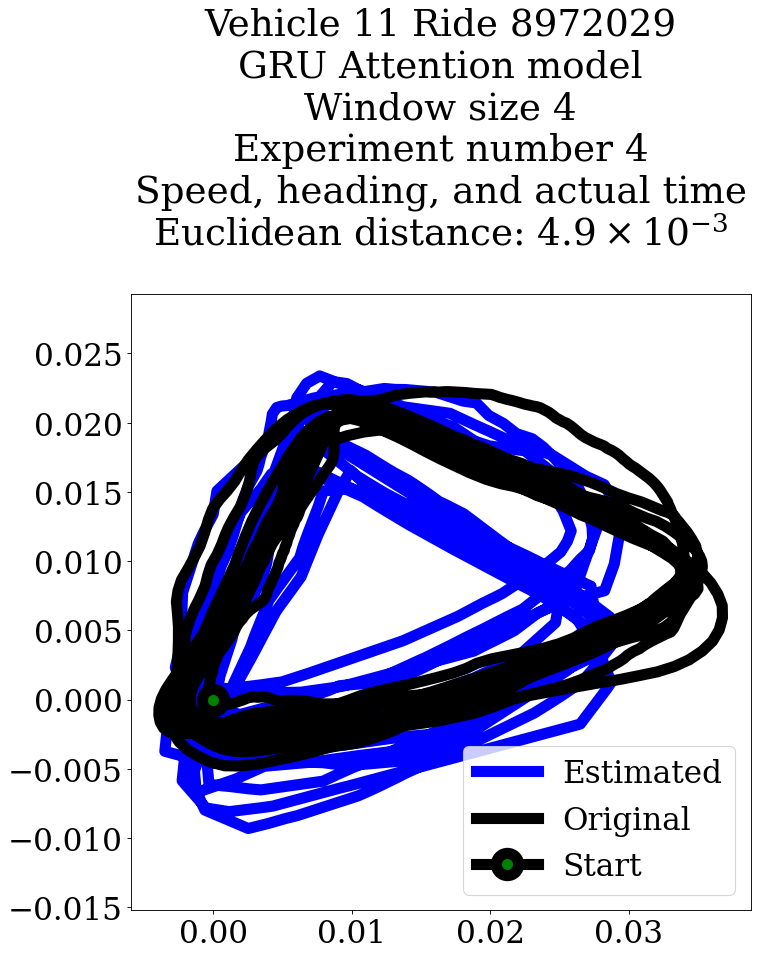 Vehicle 11 Ride 8972029
GRU Attention model
Window size 4
Experiment number 4
Speed, heading, and actual time
Euclidean distance: 4.9 × 10⁻³
0.025
0.020
0.015
0.010
0.005
0.000
−0.005
−0.010
−0.015
0.00 0.01 0.02 0.03
Estimated
Original
Start